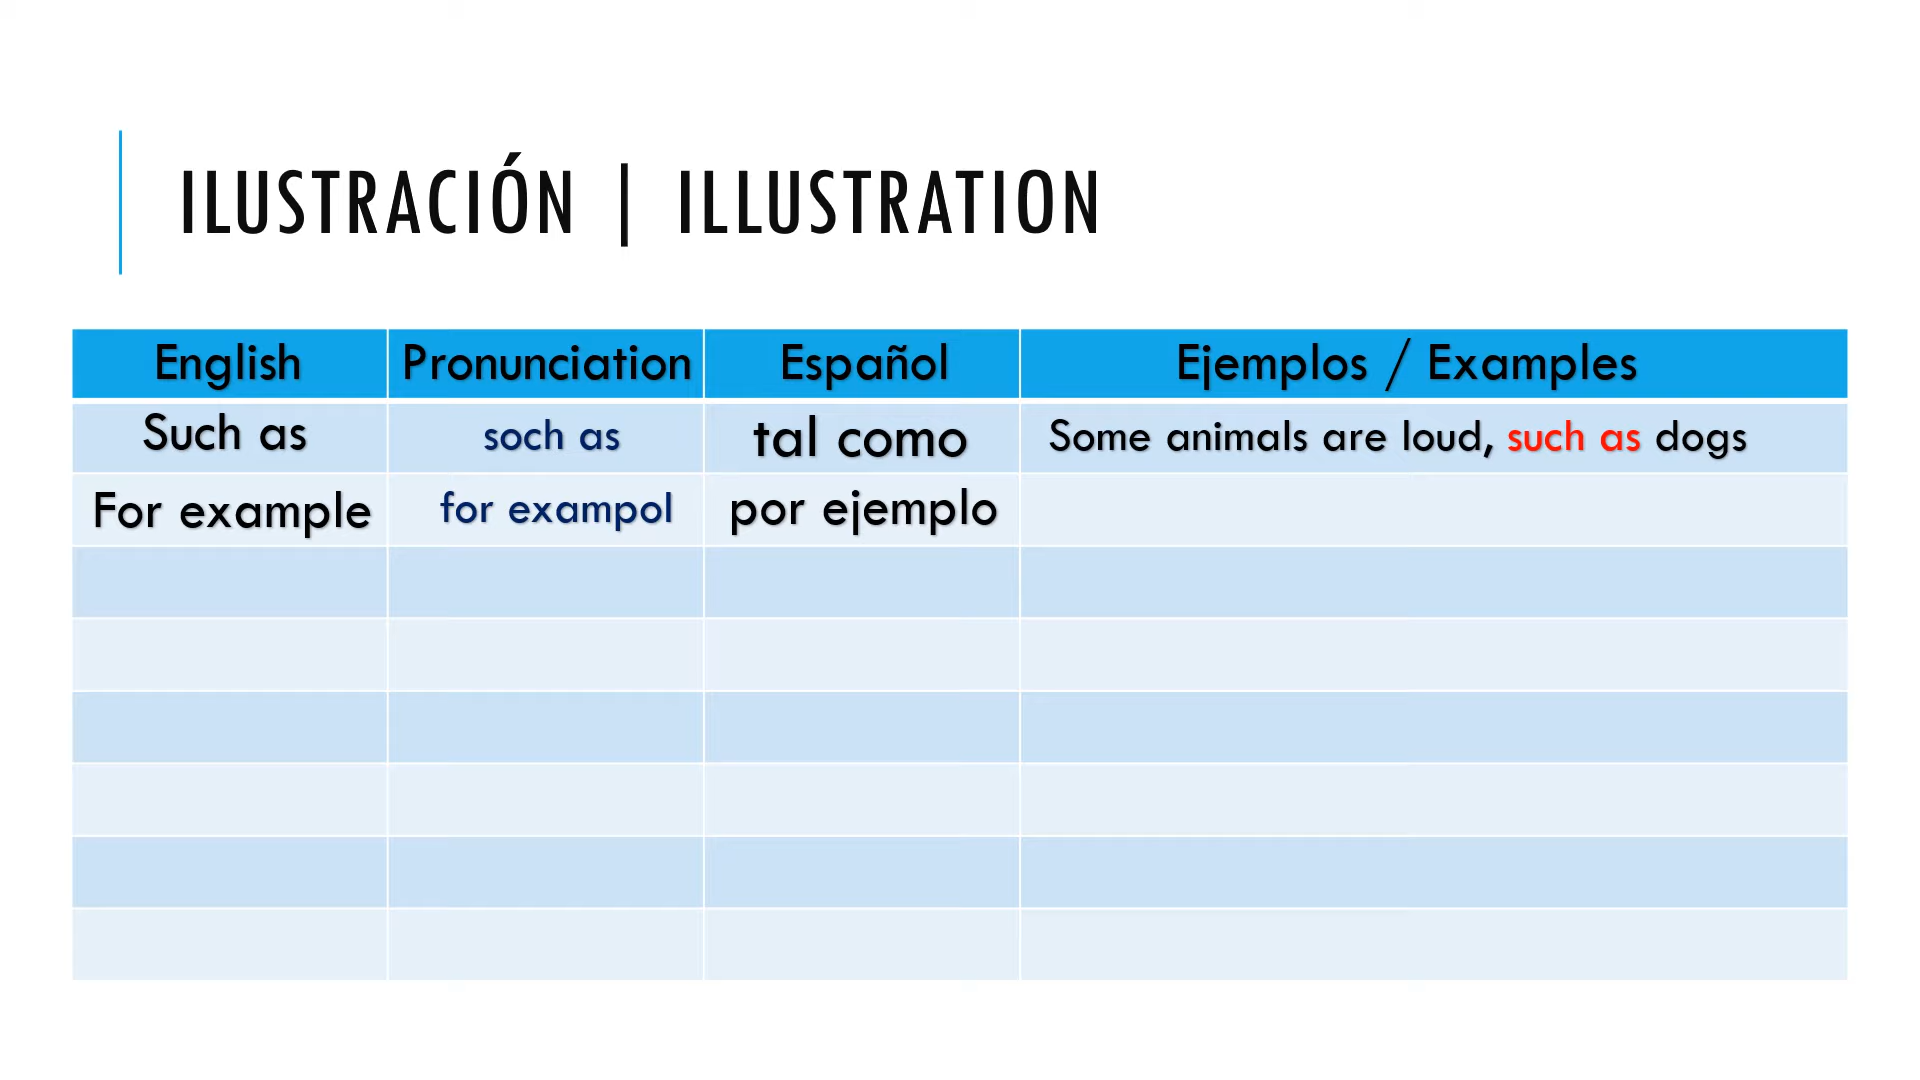 ILUSTRACIÓN | ILLUSTRATION
English Pronunciation Español Ejemplos / Examples
Such as soch as tal como Some animals are loud, such as dogs
For example for exampol por ejemplo